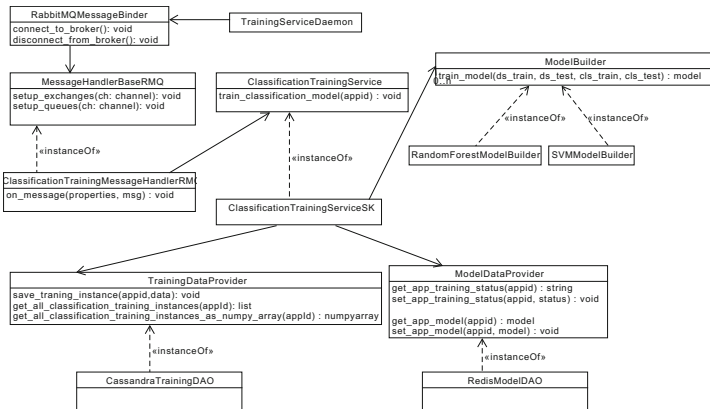 RabbitMQMessageBinder
connect_to_broker(): void
disconnect_from_broker(): void
TrainingServiceDaemon
MessageHandlerBaseRMQ
setup_exchanges(ch: channel): void
setup_queues(ch: channel): void
ClassificationTrainingService
train_classification_model(appid) : void
ModelBuilder
train_model(ds_train, ds_test, cls_train, cls_test) : model
0..n
«instanceOf»
«instanceOf»
«instanceOf»
RandomForestModelBuilder
SVMModelBuilder
ClassificationTrainingMessageHandlerRMQ
on_message(properties, msg) : void
ClassificationTrainingServiceSK
TrainingDataProvider
save_traning_instance(appid,data): void
get_all_classification_training_instances(appId): list
get_all_classification_training_instances_as_numpy_array(appId) : numpyarray
ModelDataProvider
get_app_training_status(appid) : string
set_app_training_status(appid, status) : void
get_app_model(appid) : model
set_app_model(appid, model) : void
«instanceOf»
«instanceOf»
CassandraTrainingDAO
RedisModelDAO